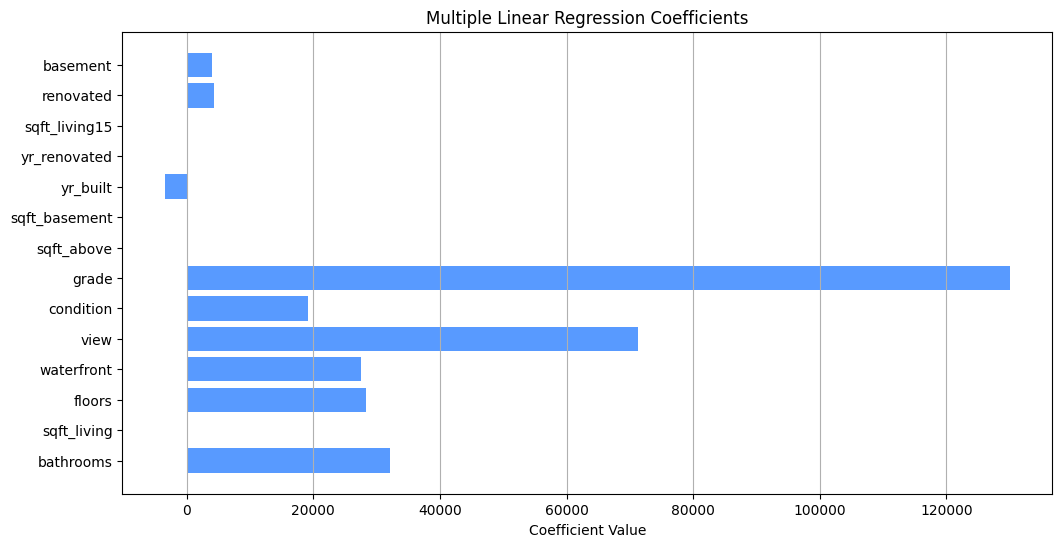 Multiple Linear Regression Coefficients
basement
renovated
sqft_living15
yr_renovated
yr_built
sqft_basement
sqft_above
grade
condition
view
waterfront
floors
sqft_living
bathrooms
0 20000 40000 60000 80000 100000 120000
Coefficient Value